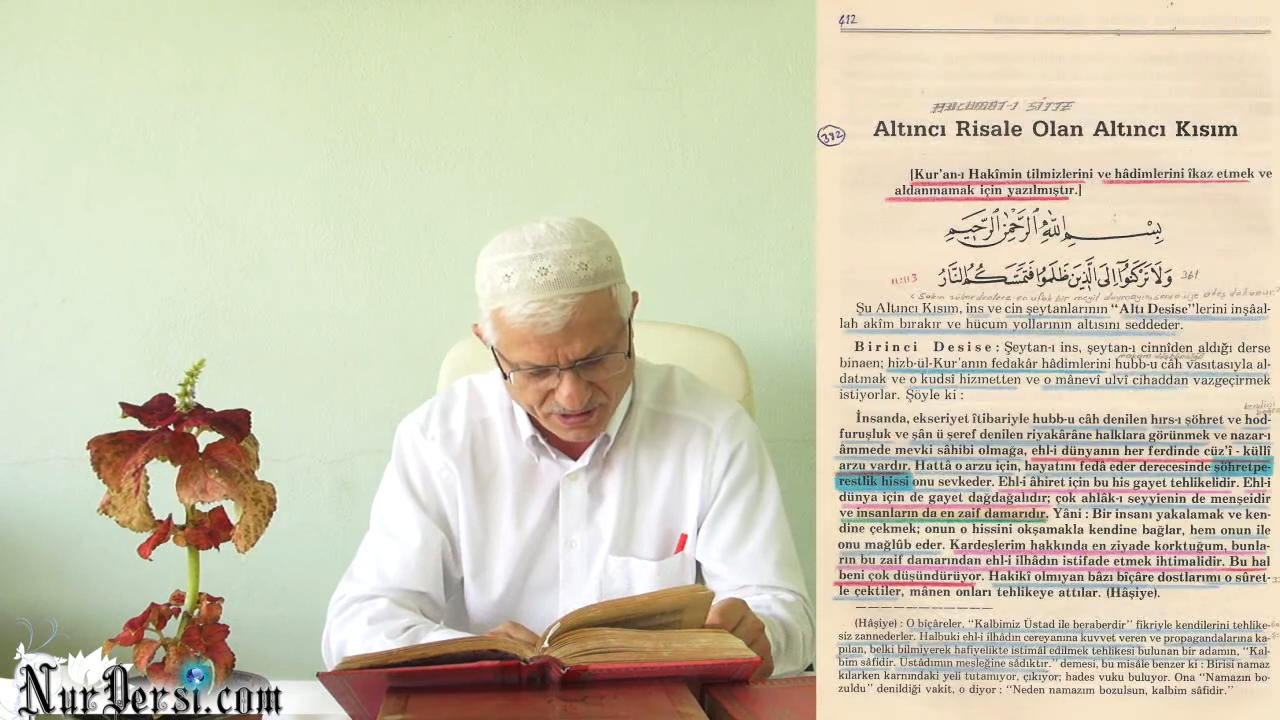 412
HÜCUMAT-I SİTTE
Altıncı Risale Olan Altıncı Kısım
382
[Kur'an-ı Hakîmin tilmizlerini ve hâdimlerini îkaz etmek ve
aldanmamak için yazılmıştır.]
بِسْمِ اللّٰهِ الرَّحْمٰنِ الرَّحِيمِ
11:113 وَلَا تَرْكَنُوٓا اِلَى الَّذِينَ ظَلَمُوا فَتَمَسَّكُمُ النَّارُ 361
Şu Altıncı Kısım, ins ve cin şeytanlarının "Altı Desise"lerini inşâal-
lah akîm bırakır ve hücum yollarının altısını seddeder.
Birinci Desise: Şeytan-ı ins, şeytan-ı cinnîden aldığı derse
binaen; hizb-ül-Kur'anın fedakâr hâdimlerini hubb-u câh vasıtasıyla al-
datmak ve o kudsî hizmetten ve o mânevî ulvî cihaddan vazgeçirmek
istiyorlar. Şöyle ki :
İnsanda, ekseriyet îtibariyle hubb-u câh denilen hırs-ı şöhret ve hod-
furuşluk ve şân ü şeref denilen riyakârâne halklara görünmek ve nazar-ı
âmmede mevki sâhibi olmağa, ehl-i dünyanın her ferdinde cüz'î - küllî
arzu vardır. Hattâ o arzu için, hayatını fedâ eder derecesinde şöhretpe-
restlik hissi onu sevkeder. Ehl-i âhiret için bu his gayet tehlikelidir. Ehl-i
dünya için de gayet dağdağalıdır; çok ahlâk-ı seyyienin de menşeidir
ve insanların da en zaif damarıdır. Yâni : Bir insanı yakalamak ve ken-
dine çekmek; onun o hissini okşamakla kendine bağlar, hem onun ile
onu mağlûb eder. Kardeşlerim hakkında en ziyade korktuğum, bunla-
rın bu zaif damarından ehl-i ilhâdın istifade etmek ihtimalidir. Bu hal
beni çok düşündürüyor. Hakikî olmıyan bâzı bîçâre dostlarımı o sûret-
le çektiler, mânen onları tehlikeye attılar. (Hâşiye).
(Hâşiye) : O bîçâreler. "Kalbimiz Üstad ile beraberdir" fikriyle kendilerini tehlike-
siz zannederler. Halbuki ehl-i ilhâdın cereyanına kuvvet veren ve propagandalarına ka-
pılan, belki bilmiyerek hafiyelikte istimâl edilmek tehlikesi bulunan bir adamın, "Kal-
bim sâfidir. Üstadımın mesleğine sâdıktır." demesi, bu misâle benzer ki : Birisi namaz
kılarken karnındaki yeli tutamıyor, çıkıyor; hades vuku buluyor. Ona "Namazın bo-
zuldu" denildiği vakit, o diyor : "Neden namazım bozulsun, kalbim sâfidir."
NurDersi.com